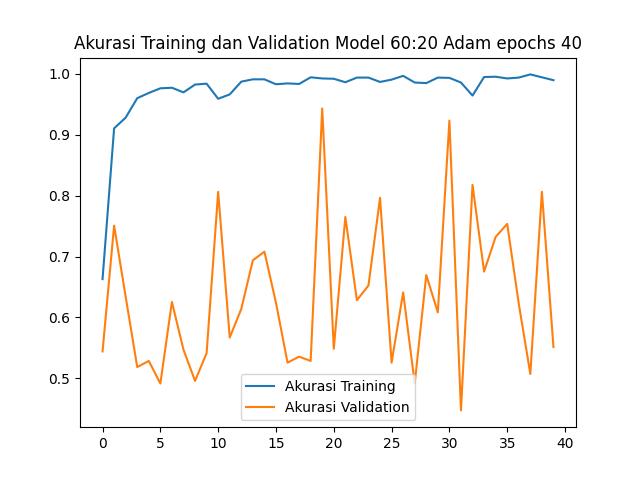 Akurasi Training dan Validation Model 60:20 Adam epochs 40
1.0
0.9
0.8
0.7
0.6
0.5
Akurasi Training
Akurasi Validation
0 5 10 15 20 25 30 35 40